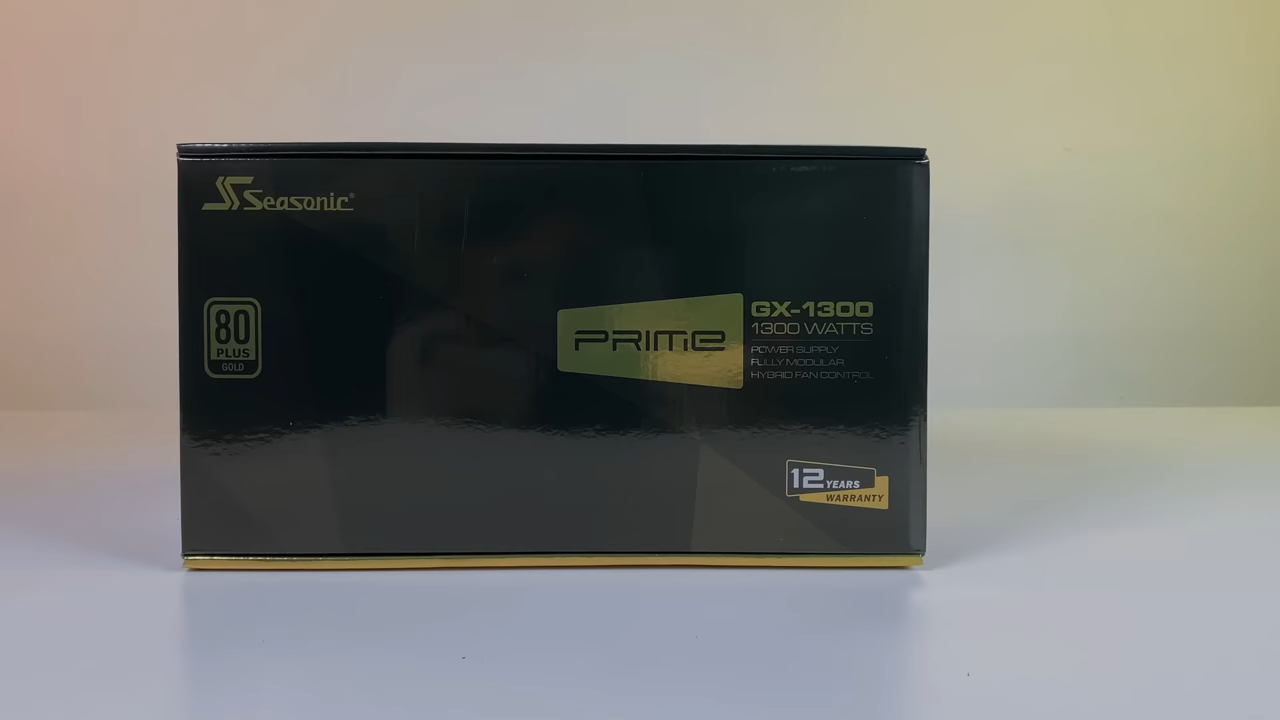 Seasonic®
80
PLUS
GOLD
PRIME
GX-1300
1300 WATTS
POWER SUPPLY
FULLY MODULAR
HYBRID FAN CONTROL
12 YEARS
WARRANTY